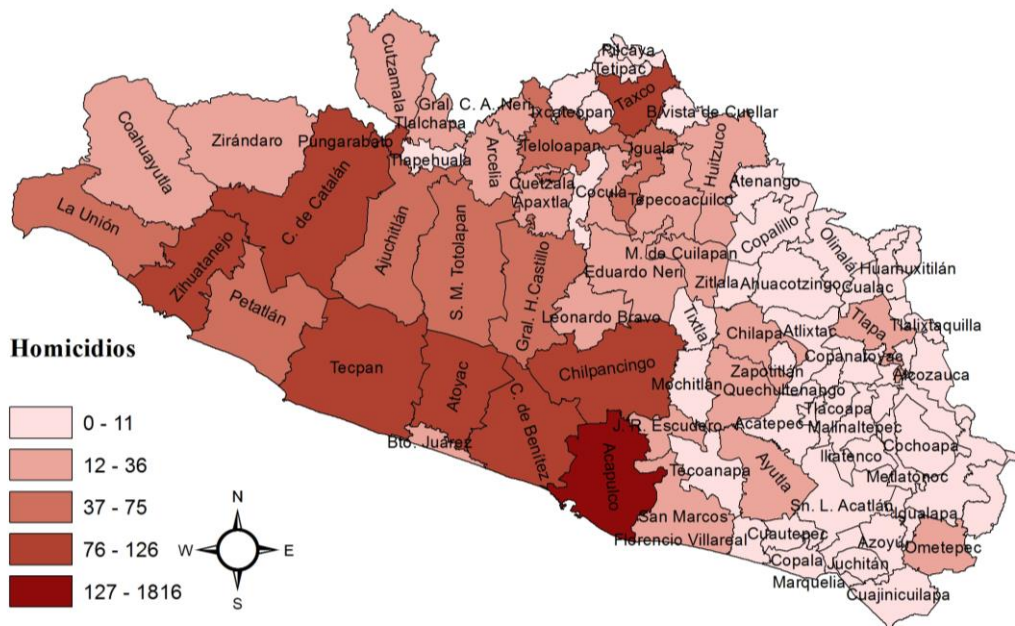 Pilcaya
Tetipac
Cutzamala
Taxco
Gral. C. A. Neri
Ixcateopan
B.vista de Cuellar
Tlalchapa
Coahuayutla
Zirándaro
Pungarabato
Arcelia
Teloloapan
Iguala
Huitzuco
Tlapehuala
Atenango
Cuetzala
Cocula
Tepecoacuilco
Apaxtla
La Unión
C. de Catalán
Ajuchitlán
S. M. Totolapan
Copalillo
Olinalá
M. de Cuilapan
Huamuxitilán
Zihuatanejo
Gral. H.Castillo
Eduardo Neri
Zitlala
Ahuacotzingo
Cualac
Petatlán
Leonardo Bravo
Tixtla
Chilapa
Atlixtac
Tlapa
Tlalixtaquilla
Homicidios
Tecpan
Atoyac
Chilpancingo
Mochitlán
Zapotitlán
Copanatoyac
Alcozauca
Quechultenango
C. de Benítez
Tlacoapa
0 - 11
Bto. Juárez
J. R. Escudero
Acatepec
Malinaltepec
Cochoapa
12 - 36
Acapulco
Tecoanapa
Ayutla
Iliatenco
Metlatónoc
37 - 75
N
Sn. L. Acatlán
Igualapa
San Marcos
76 - 126
W
E
Florencio Villareal
Cuautepec
Azoyú
Ometepec
Copala
Juchitán
127 - 1816
S
Marquelia
Cuajinicuilapa